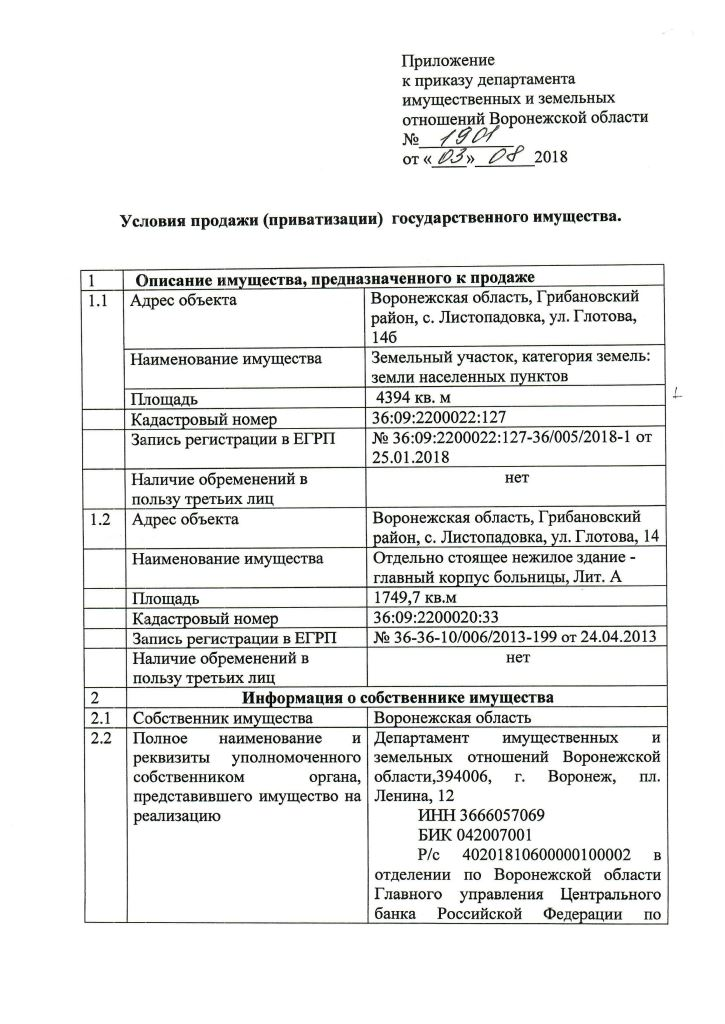 Приложение
к приказу департамента
имущественных и земельных
отношений Воронежской области
№ 1901
от «03» 08 2018
Условия продажи (приватизации) государственного имущества.
1 Описание имущества, предназначенного к продаже
1.1 Адрес объекта Воронежская область, Грибановский
район, с. Листопадовка, ул. Глотова,
14б
Наименование имущества Земельный участок, категория земель:
земли населенных пунктов
Площадь 4394 кв. м
Кадастровый номер 36:09:2200022:127
Запись регистрации в ЕГРП № 36:09:2200022:127-36/005/2018-1 от
25.01.2018
Наличие обременений в нет
пользу третьих лиц
1.2 Адрес объекта Воронежская область, Грибановский
район, с. Листопадовка, ул. Глотова, 14
Наименование имущества Отдельно стоящее нежилое здание -
главный корпус больницы, Лит. А
Площадь 1749,7 кв.м
Кадастровый номер 36:09:2200020:33
Запись регистрации в ЕГРП № 36-36-10/006/2013-199 от 24.04.2013
Наличие обременений в нет
пользу третьих лиц
2 Информация о собственнике имущества
2.1 Собственник имущества Воронежская область
2.2 Полное наименование и Департамент имущественных и
реквизиты уполномоченного земельных отношений Воронежской
собственником органа, области,394006, г. Воронеж, пл.
представившего имущество на Ленина, 12
реализацию ИНН 3666057069
БИК 042007001
Р/с 40201810600000100002 в
отделении по Воронежской области
Главного управления Центрального
банка Российской Федерации по